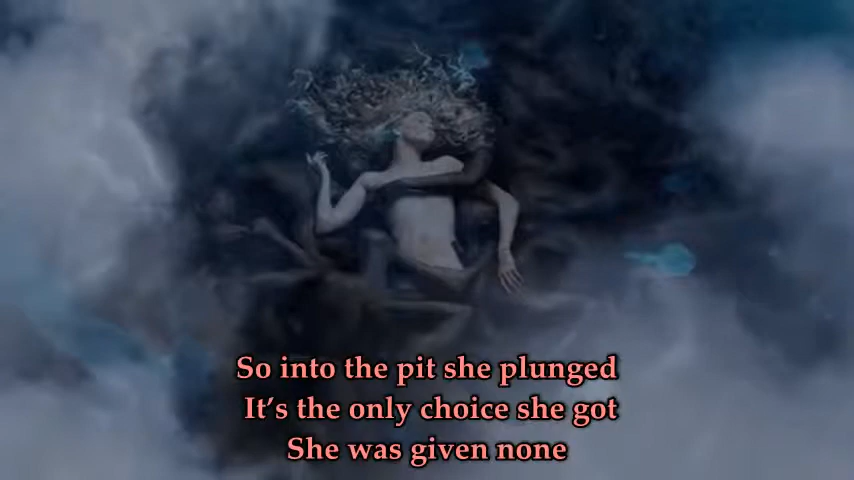 So into the pit she plunged
It’s the only choice she got
She was given none